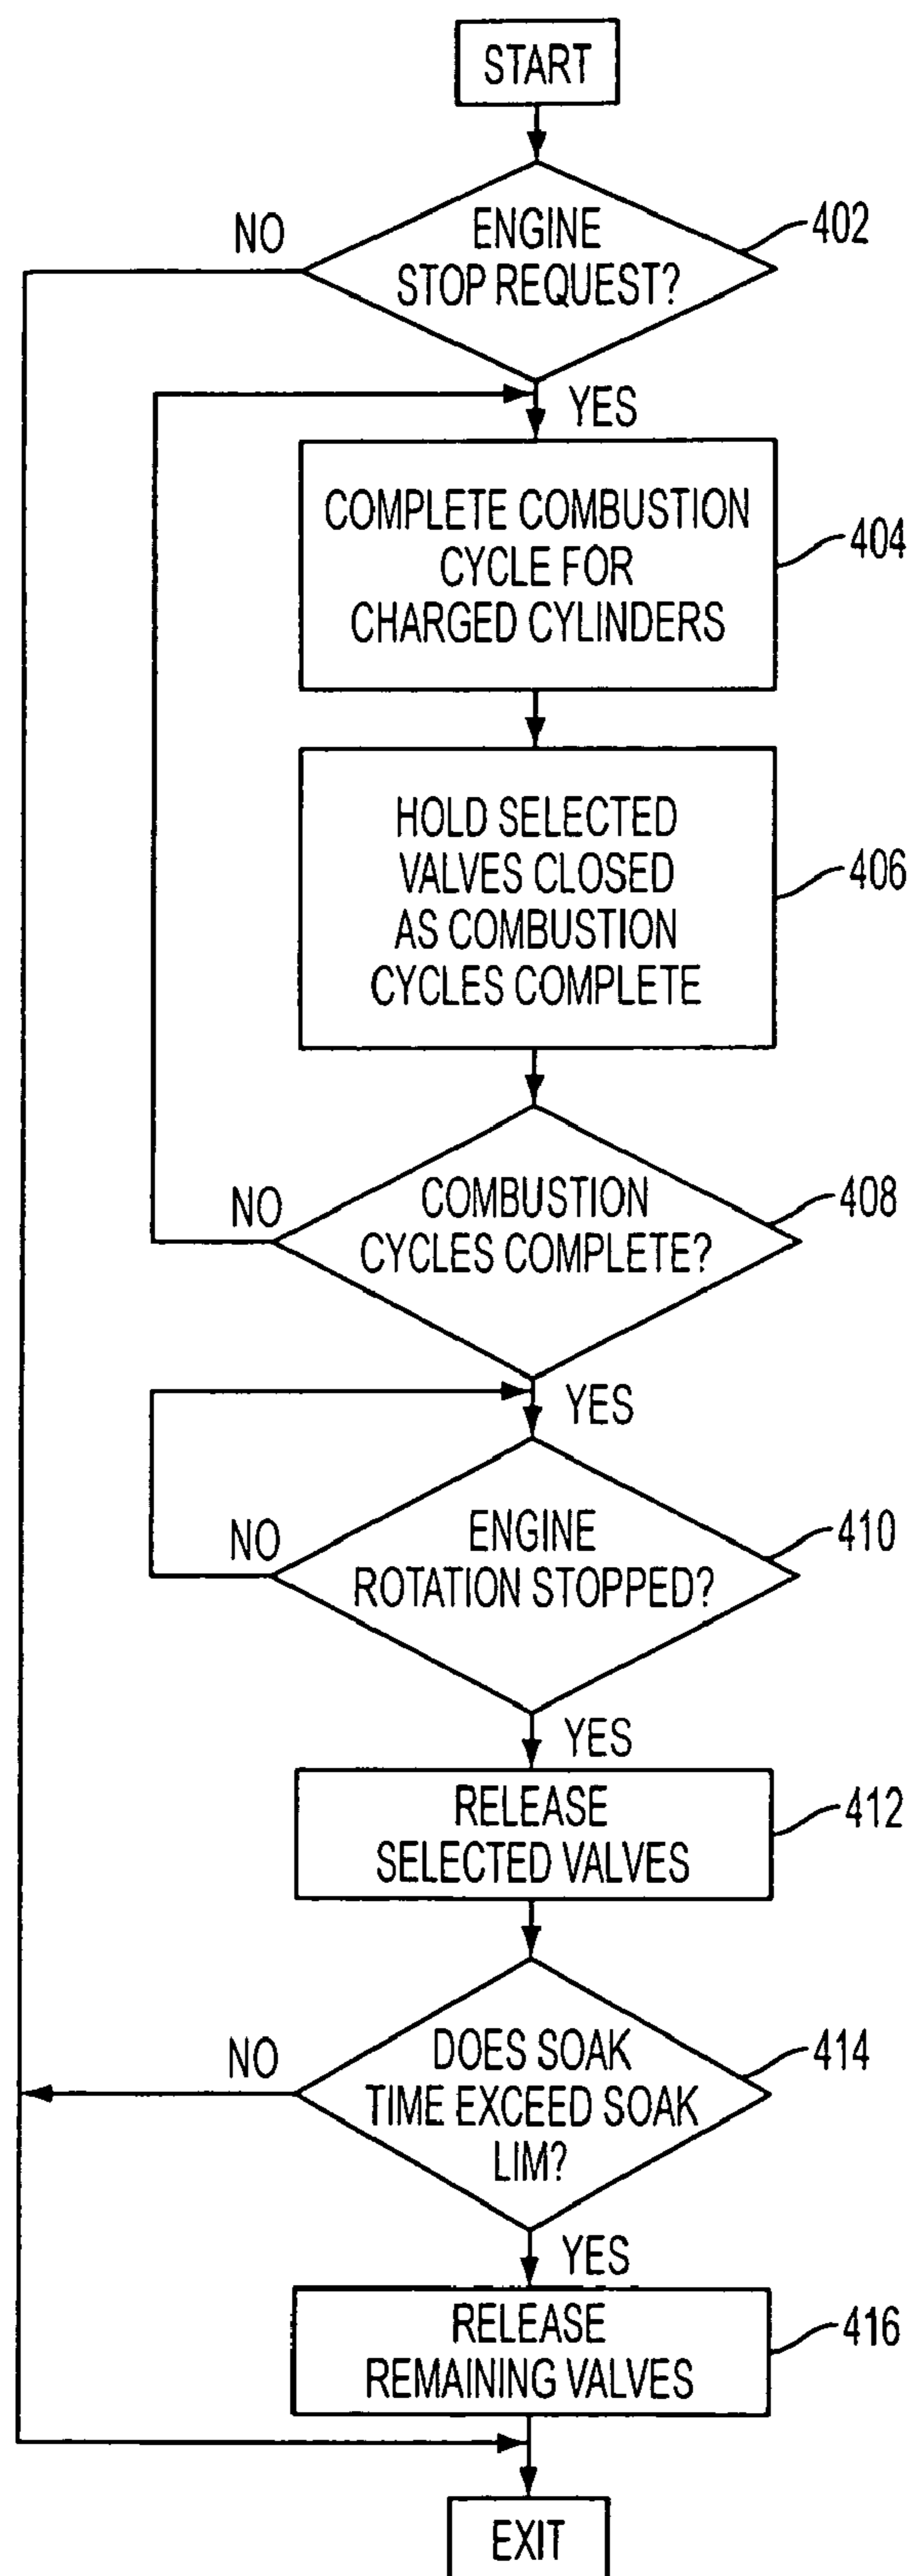 START
ENGINE
STOP REQUEST?
402
NO
YES
COMPLETE COMBUSTION
CYCLE FOR
CHARGED CYLINDERS
404
HOLD SELECTED
VALVES CLOSED
AS COMBUSTION
CYCLES COMPLETE
406
COMBUSTION
CYCLES COMPLETE?
408
NO
YES
ENGINE
ROTATION STOPPED?
410
NO
YES
RELEASE
SELECTED VALVES
412
DOES SOAK
TIME EXCEED SOAK
LIM?
414
NO
YES
RELEASE
REMAINING VALVES
416
EXIT